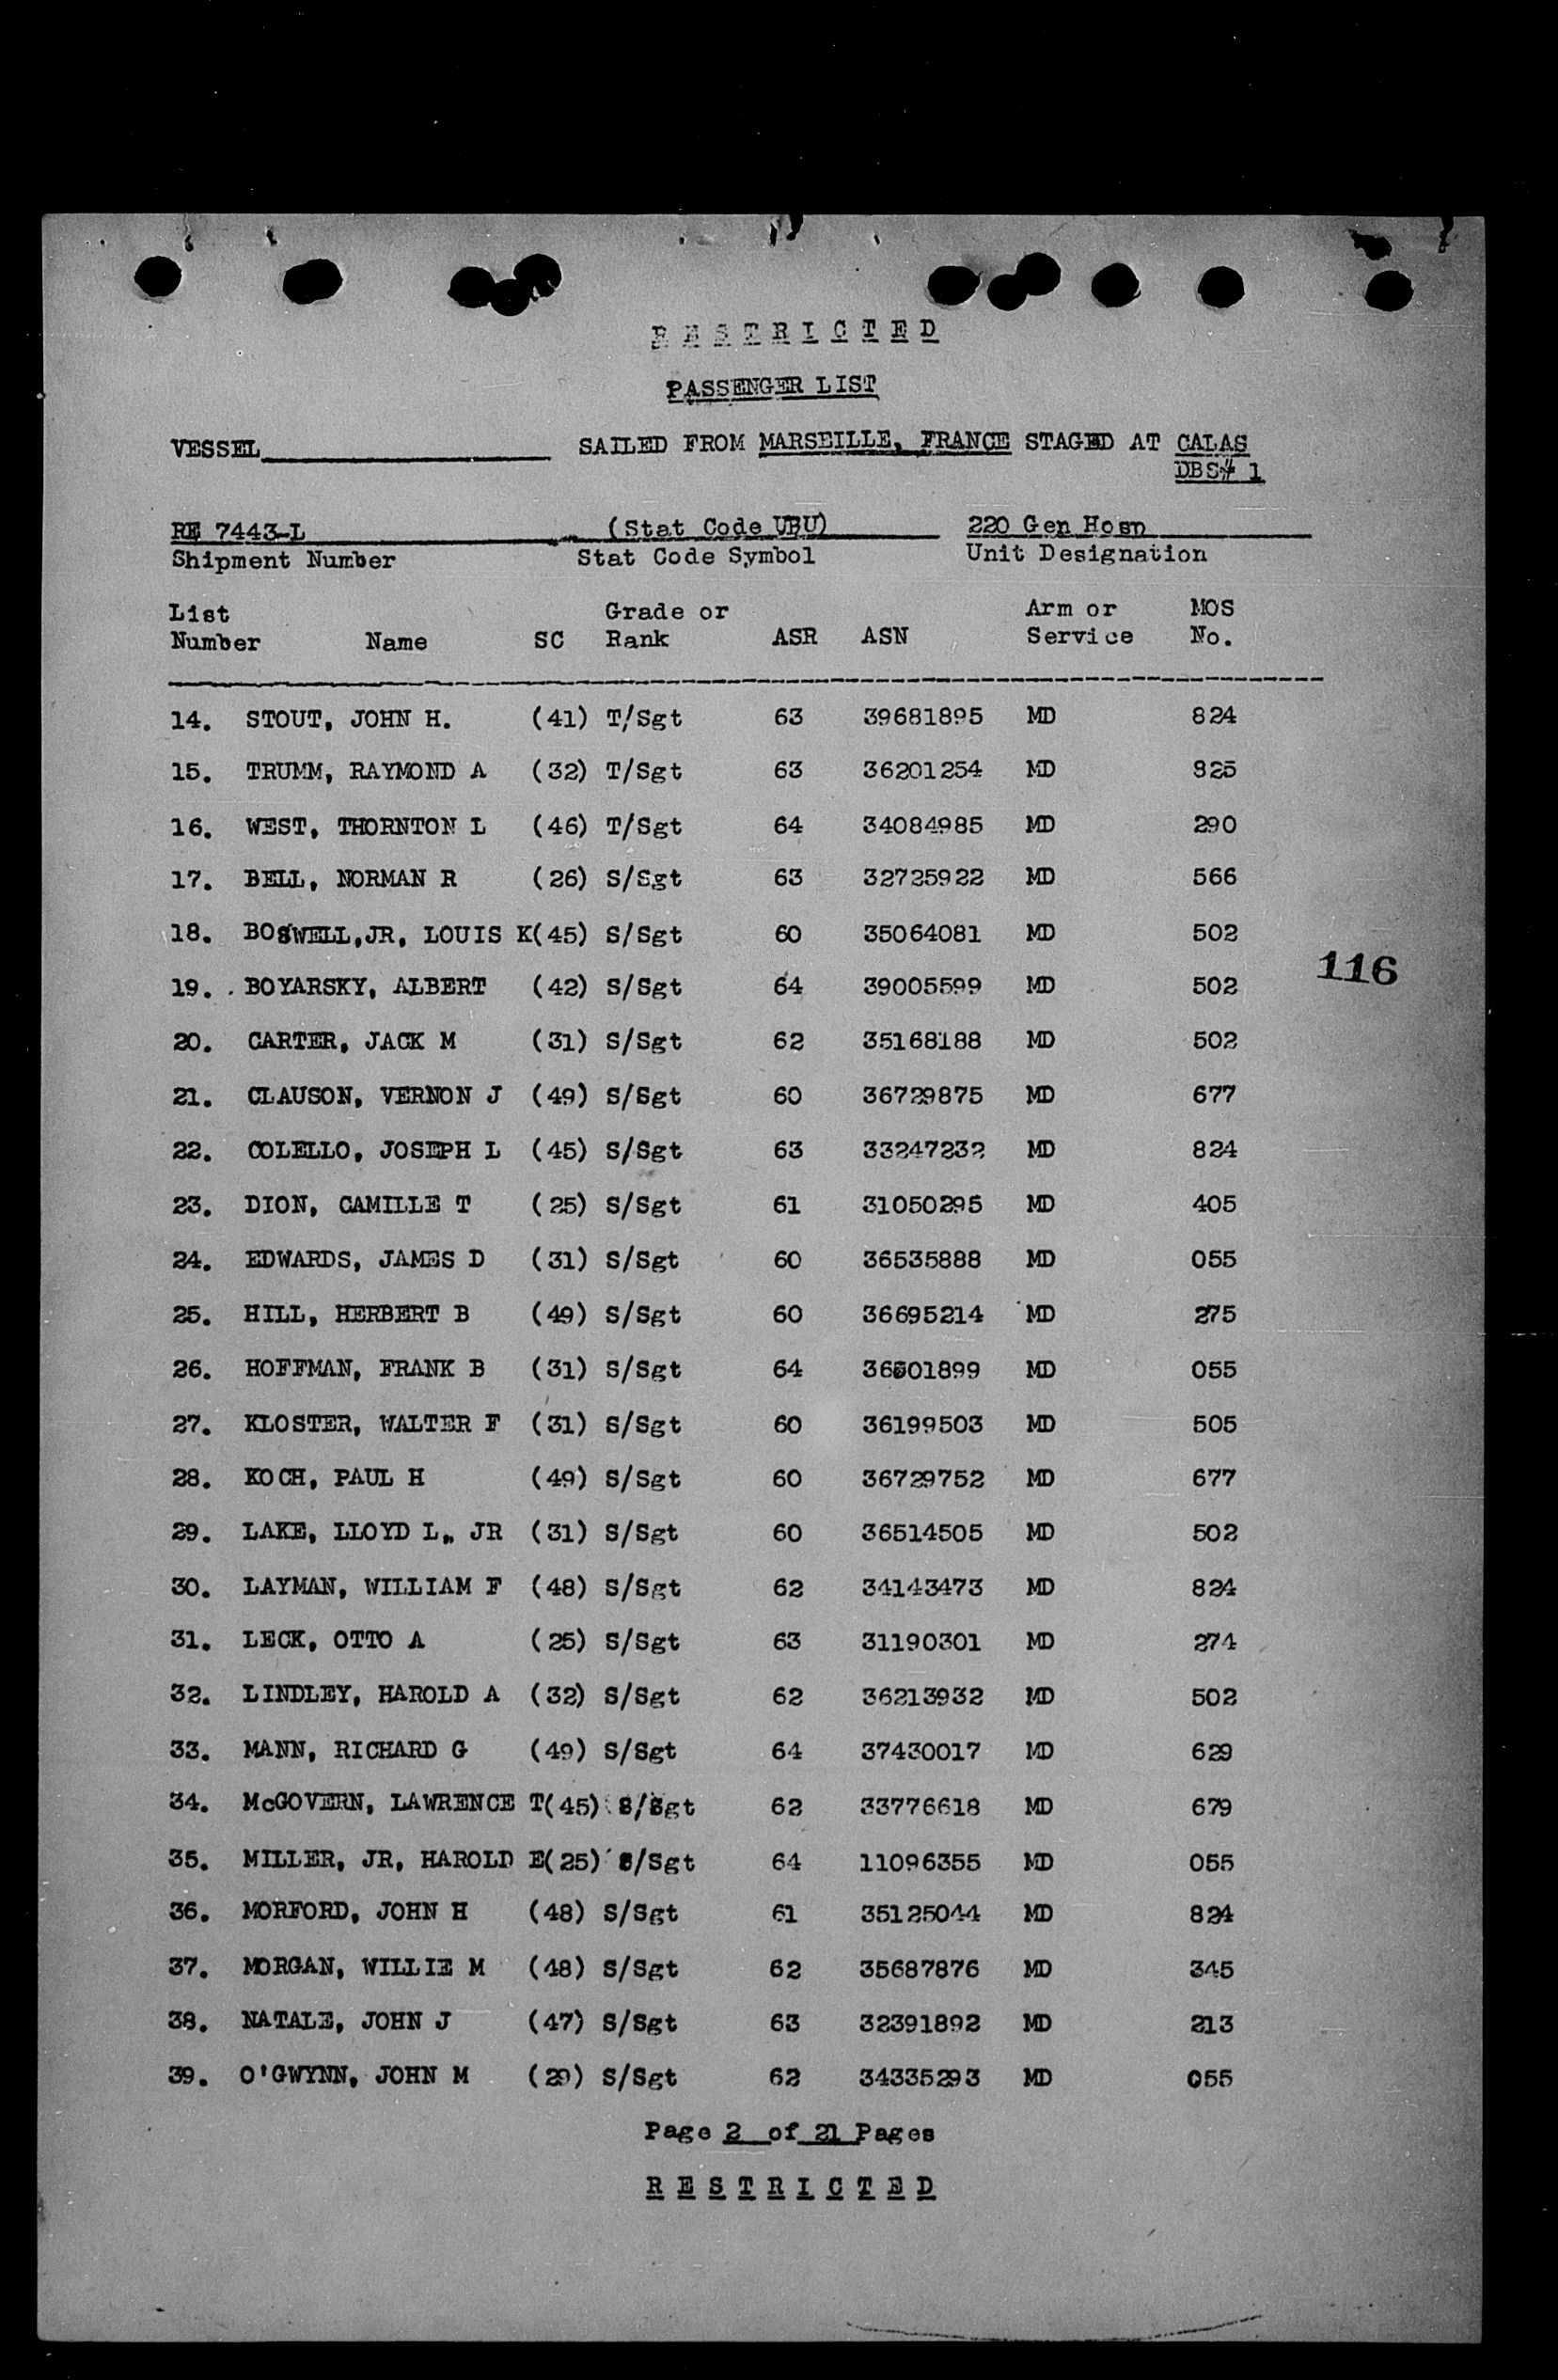 RESTRICTED
PASSENGER LIST
VESSEL SAILED FROM MARSEILLE, FRANCE STAGED AT CALAS
DBS# 1
RE 7443-L (Stat Code UBU) 220 Gen Hosp
Shipment Number Stat Code Symbol Unit Designation
List Grade or Arm or MOS
Number Name SC Rank ASR ASN Service No.
14. STOUT, JOHN H. (41) T/Sgt 63 39681895 MD 824
15. TRUMM, RAYMOND A (32) T/Sgt 63 36201254 MD 825
16. WEST, THORNTON L (46) T/Sgt 64 34084985 MD 290
17. BELL, NORMAN R (26) S/Sgt 63 32725922 MD 566
18. BOSWELL,JR, LOUIS K(45) S/Sgt 60 35064081 MD 502
116
19. BOYARSKY, ALBERT (42) S/Sgt 64 39005599 MD 502
20. CARTER, JACK M (31) S/Sgt 62 35168188 MD 502
21. CLAUSON, VERNON J (49) S/Sgt 60 36729875 MD 677
22. COLELLO, JOSEPH L (45) S/Sgt 63 33247232 MD 824
23. DION, CAMILLE T (25) S/Sgt 61 31050295 MD 405
24. EDWARDS, JAMES D (31) S/Sgt 60 36535888 MD 055
25. HILL, HERBERT B (49) S/Sgt 60 36695214 MD 275
26. HOFFMAN, FRANK B (31) S/Sgt 64 MD 055
27. KLOSTER, WALTER F (31) S/Sgt 60 36199503 MD 505
28. KOCH, PAUL H (49) S/Sgt 60 36729752 MD 677
29. LAKE, LLOYD L,, JR (31) S/Sgt 60 36514505 MD 502
30. LAYMAN, WILLIAM F (48) S/Sgt 62 34143473 MD 824
31. LECK, OTTO A (25) S/Sgt 63 31190301 MD 274
32. LINDLEY, HAROLD A (32) S/Sgt 62 36213932 MD 502
33. MANN, RICHARD G (49) S/Sgt 64 37430017 MD 629
34. McGOVERN, LAWRENCE T(45) S/Sgt 62 33776618 MD 679
35. MILLER, JR, HAROLD E(25) S/Sgt 64 11096355 MD 055
36. MORFORD, JOHN H (48) S/Sgt 61 35125044 MD 824
37. MORGAN, WILLIE M (48) S/Sgt 62 35687876 MD 345
38. NATALE, JOHN J (47) S/Sgt 63 32391892 MD 213
39. O'GWYNN, JOHN M (29) S/Sgt 62 34335293 MD 055
Page 2 of 21 Pages
RESTRICTED